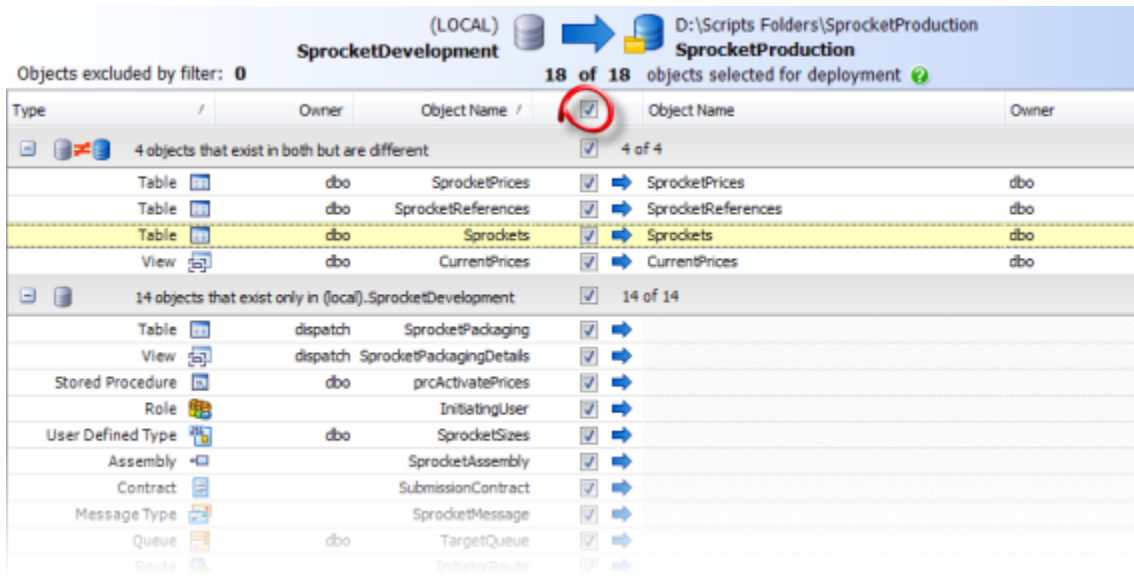 (LOCAL) D:\Scripts Folders\SprocketProduction
SprocketDevelopment SprocketProduction
Objects excluded by filter: 0 18 of 18 objects selected for deployment
Type Owner Object Name Object Name Owner
4 objects that exist in both but are different 4 of 4
Table dbo SprocketPrices SprocketPrices dbo
Table dbo SprocketReferences SprocketReferences dbo
Table dbo Sprockets Sprockets dbo
View dbo CurrentPrices CurrentPrices dbo
14 objects that exist only in (local).SprocketDevelopment 14 of 14
Table dispatch SprocketPackaging
View dispatch SprocketPackagingDetails
Stored Procedure dbo prcActivatePrices
Role InitiatingUser
User Defined Type dbo SprocketSizes
Assembly SprocketAssembly
Contract SubmissionContract
Message Type SprocketMessage
Queue dbo TargetQueue
Route InitiatorRoute